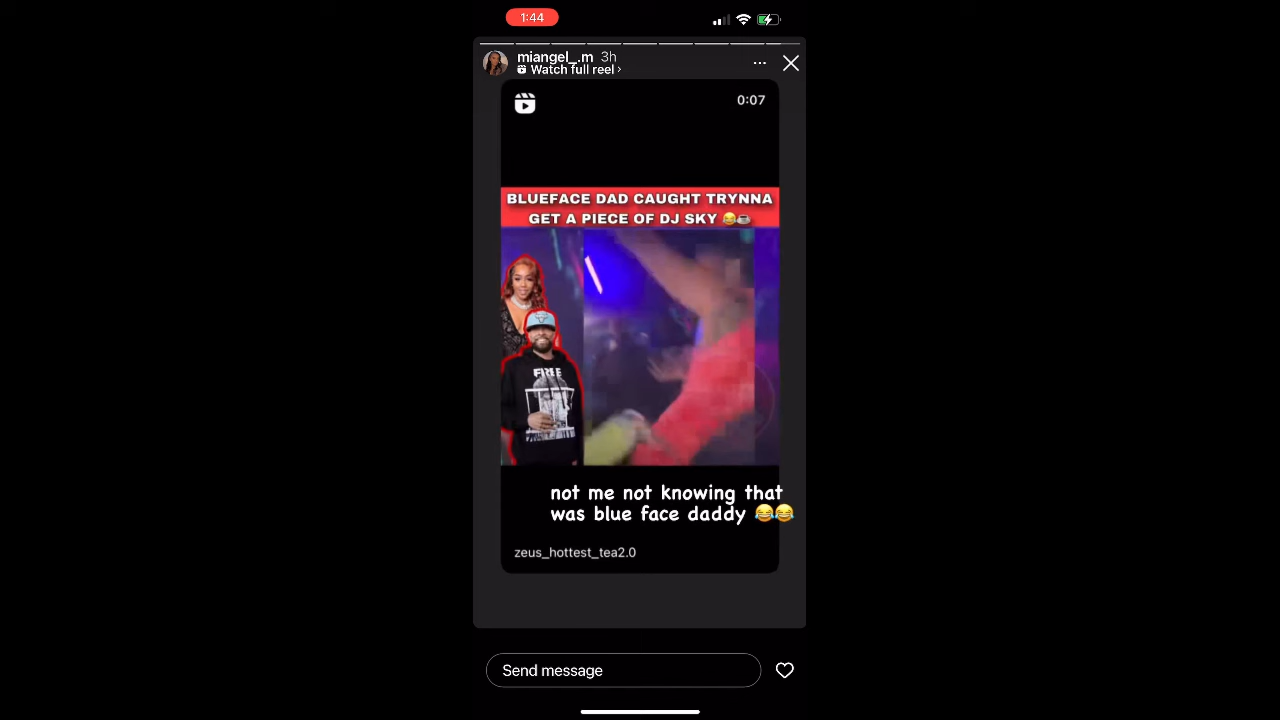 1:44
miangel_.m 3h
Watch full reel ›
0:07
BLUEFACE DAD CAUGHT TRYNNA
GET A PIECE OF DJ SKY 😂☕
FREE
not me not knowing that
was blue face daddy 😂😂
zeus_hottest_tea2.0
Send message